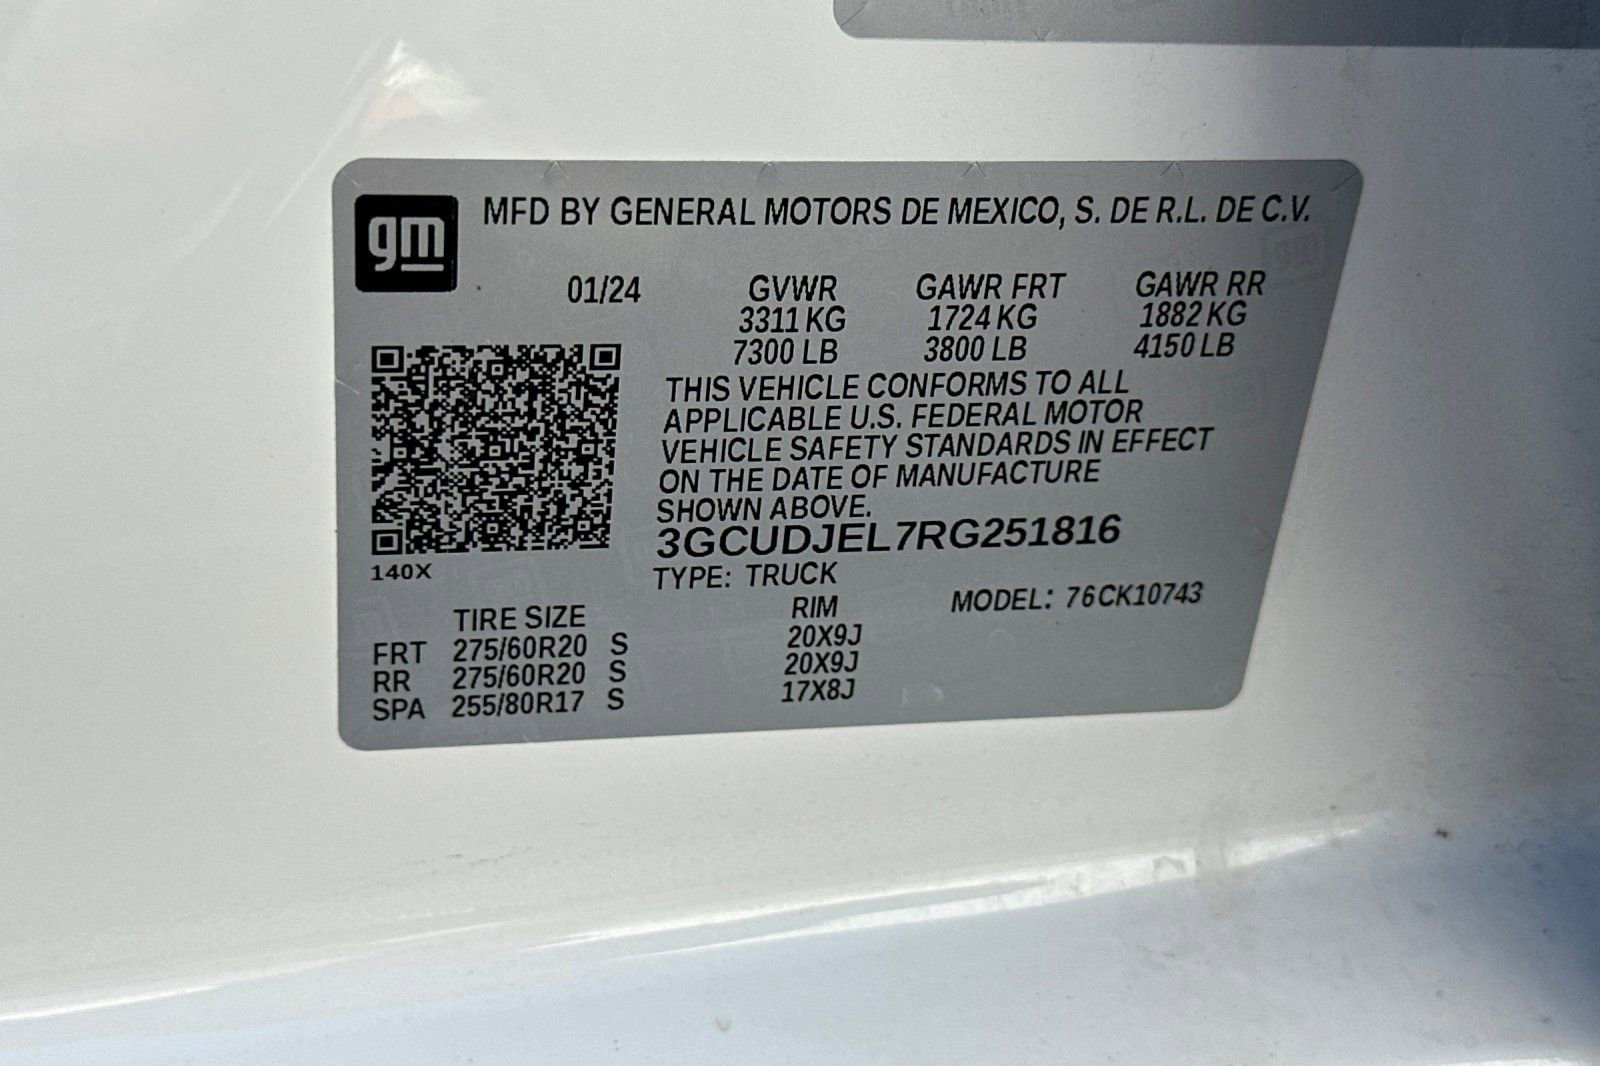 gm
MFD BY GENERAL MOTORS DE MEXICO, S. DE R.L. DE C.V.
01/24 GVWR GAWR FRT GAWR RR
3311 KG 1724 KG 1882 KG
7300 LB 3800 LB 4150 LB
THIS VEHICLE CONFORMS TO ALL
APPLICABLE U.S. FEDERAL MOTOR
VEHICLE SAFETY STANDARDS IN EFFECT
ON THE DATE OF MANUFACTURE
SHOWN ABOVE.
3GCUDJEL7RG251816
140X
TYPE: TRUCK
TIRE SIZE RIM MODEL: 76CK10743
FRT 275/60R20 S 20X9J
RR 275/60R20 S 20X9J
SPA 255/80R17 S 17X8J